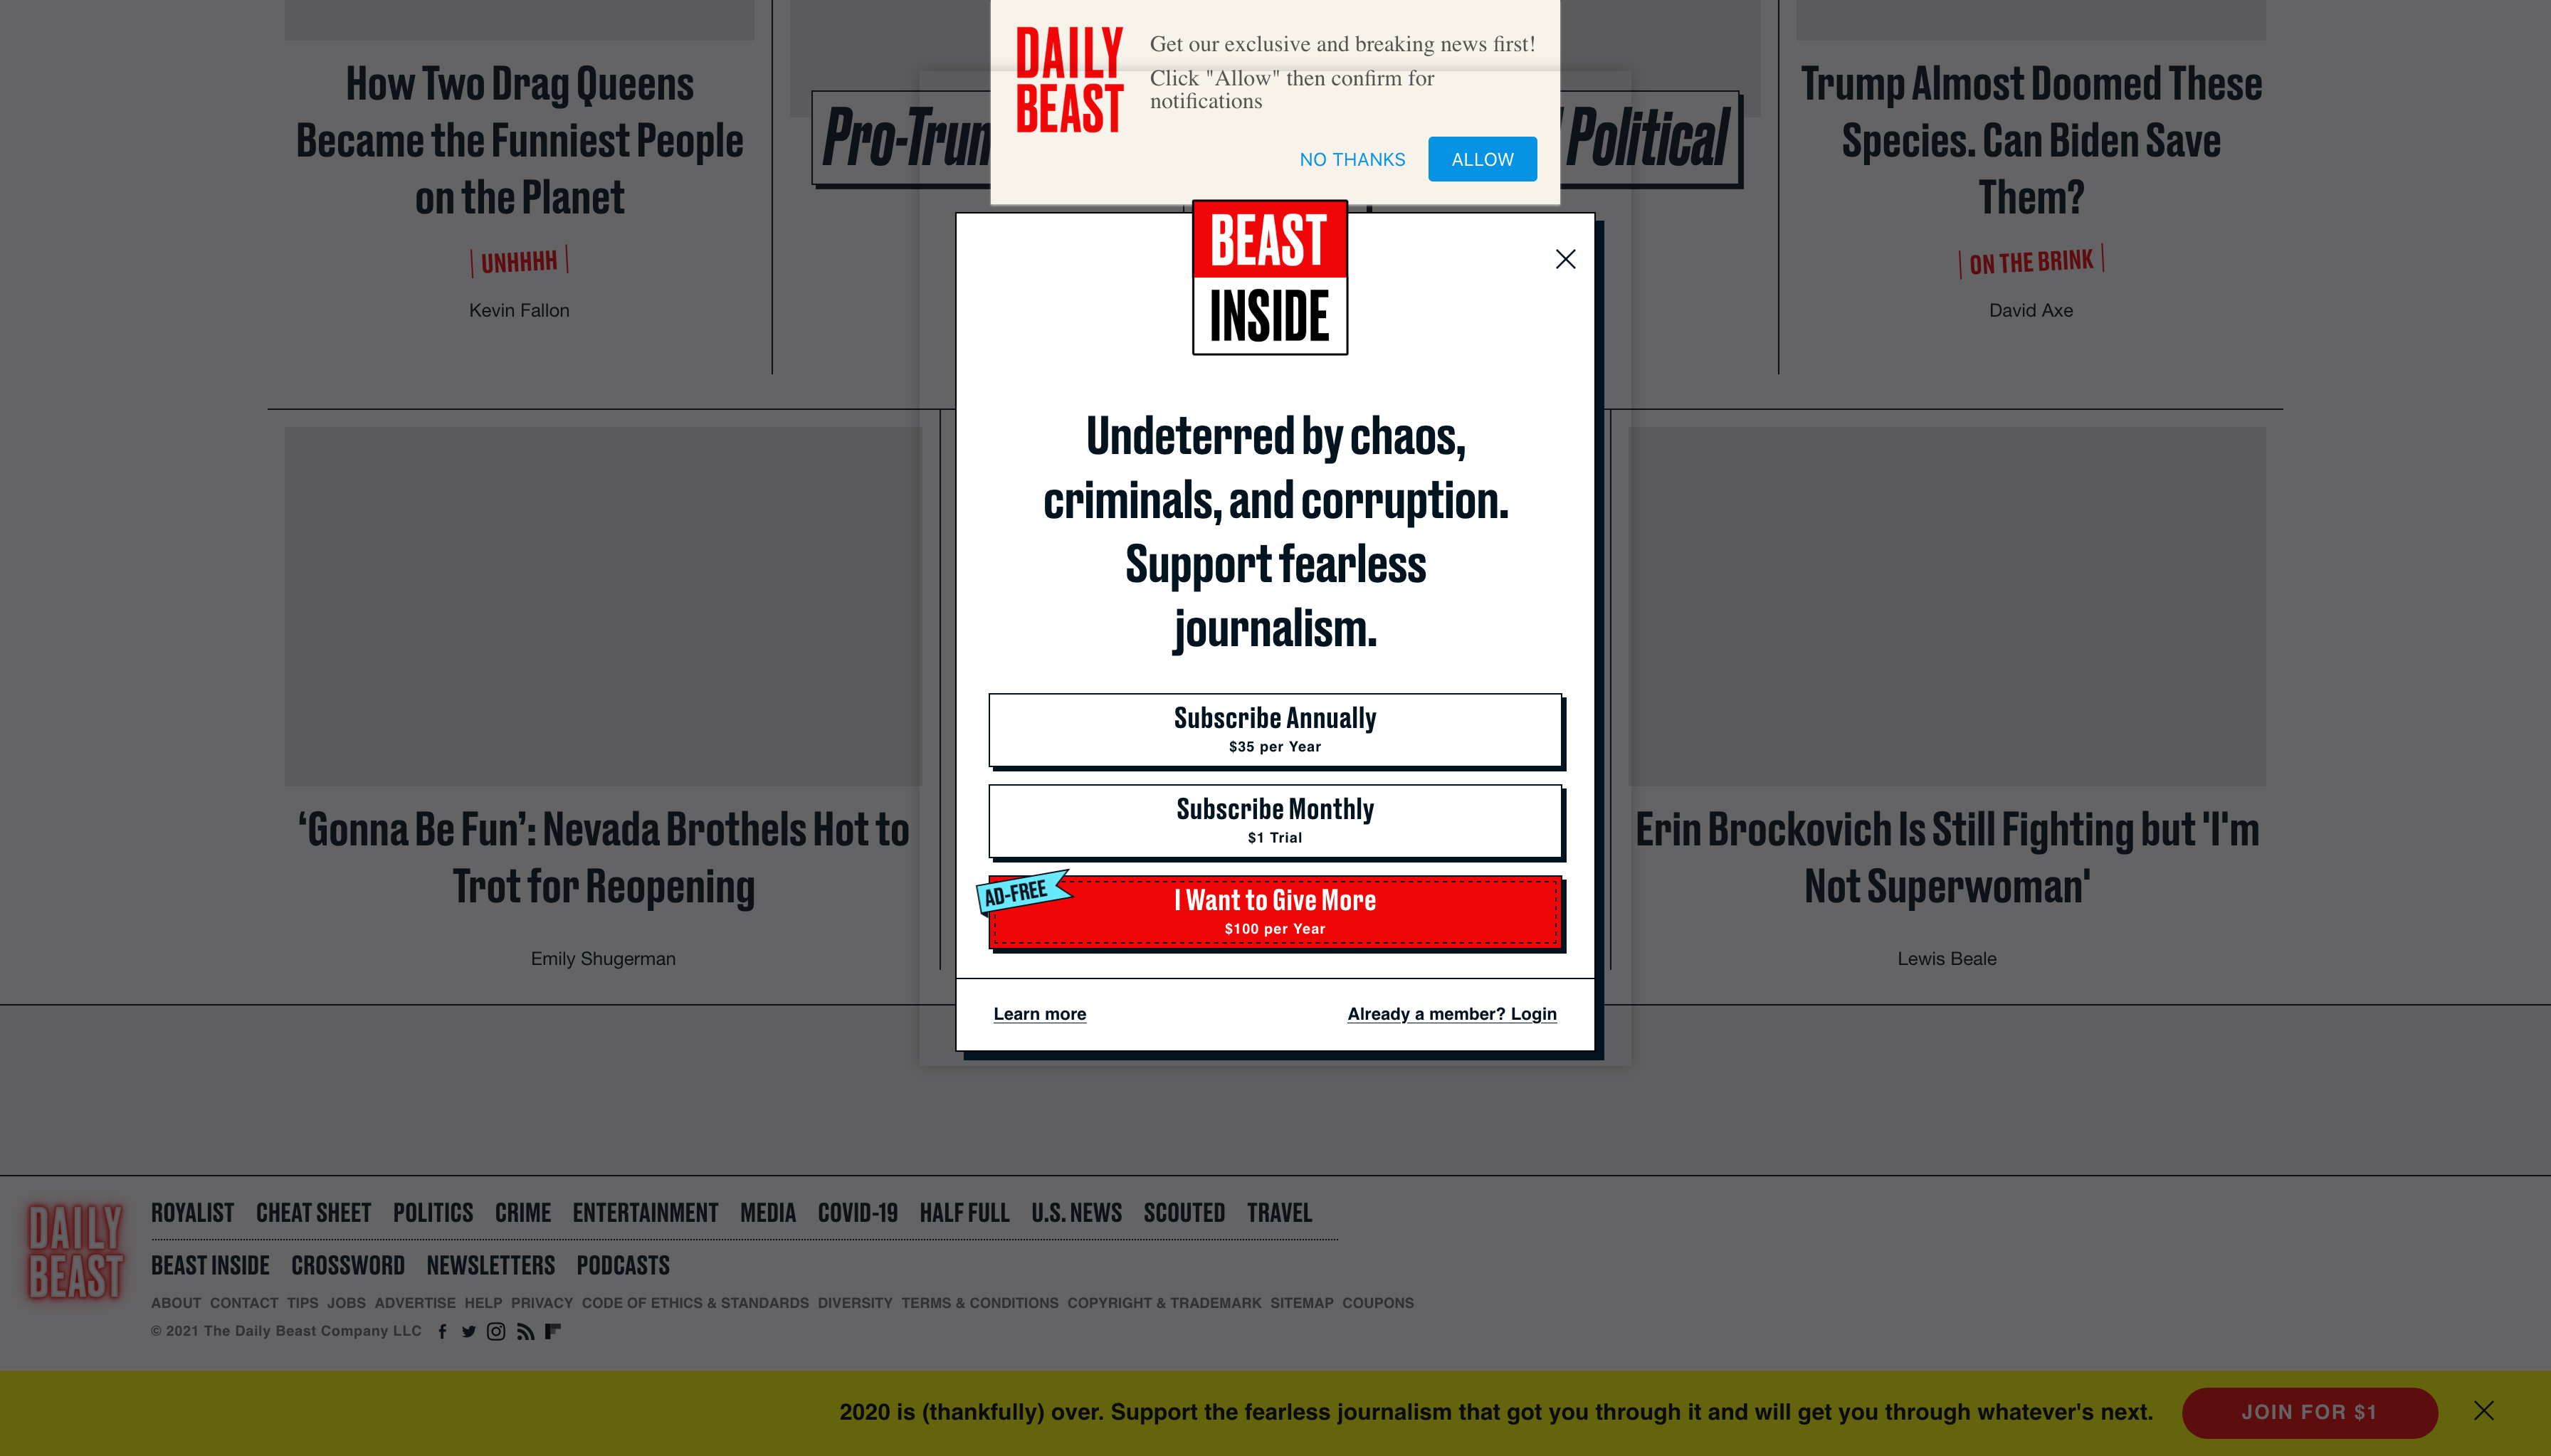 DAILY
BEAST
Get our exclusive and breaking news first!
Click "Allow" then confirm for
notifications
NO THANKS
ALLOW
How Two Drag Queens
Became the Funniest People
on the Planet
UNHHHH
Kevin Fallon
Pro-Trum
Political
Trump Almost Doomed These
Species. Can Biden Save
Them?
ON THE BRINK
David Axe
BEAST
INSIDE
Undeterred by chaos,
criminals, and corruption.
Support fearless
journalism.
Subscribe Annually
$35 per Year
Subscribe Monthly
$1 Trial
AD-FREE
I Want to Give More
$100 per Year
Learn more
Already a member? Login
‘Gonna Be Fun’: Nevada Brothels Hot to
Trot for Reopening
Emily Shugerman
Erin Brockovich Is Still Fighting but 'I'm
Not Superwoman'
Lewis Beale
DAILY
BEAST
ROYALIST CHEAT SHEET POLITICS CRIME ENTERTAINMENT MEDIA COVID-19 HALF FULL U.S. NEWS SCOUTED TRAVEL
BEAST INSIDE CROSSWORD NEWSLETTERS PODCASTS
ABOUT CONTACT TIPS JOBS ADVERTISE HELP PRIVACY CODE OF ETHICS & STANDARDS DIVERSITY TERMS & CONDITIONS COPYRIGHT & TRADEMARK SITEMAP COUPONS
© 2021 The Daily Beast Company LLC
2020 is (thankfully) over. Support the fearless journalism that got you through it and will get you through whatever's next.
JOIN FOR $1